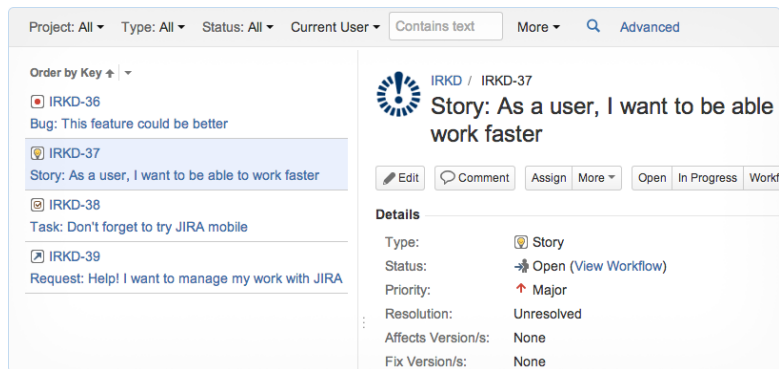 Project: All Type: All Status: All Current User Contains text More Advanced
Order by Key
IRKD-36
Bug: This feature could be better
IRKD-37
Story: As a user, I want to be able to work faster
IRKD-38
Task: Don't forget to try JIRA mobile
IRKD-39
Request: Help! I want to manage my work with JIRA
IRKD / IRKD-37
Story: As a user, I want to be able
work faster
Edit Comment Assign More Open In Progress Workf
Details
Type: Story
Status: Open (View Workflow)
Priority: Major
Resolution: Unresolved
Affects Version/s: None
Fix Version/s: None